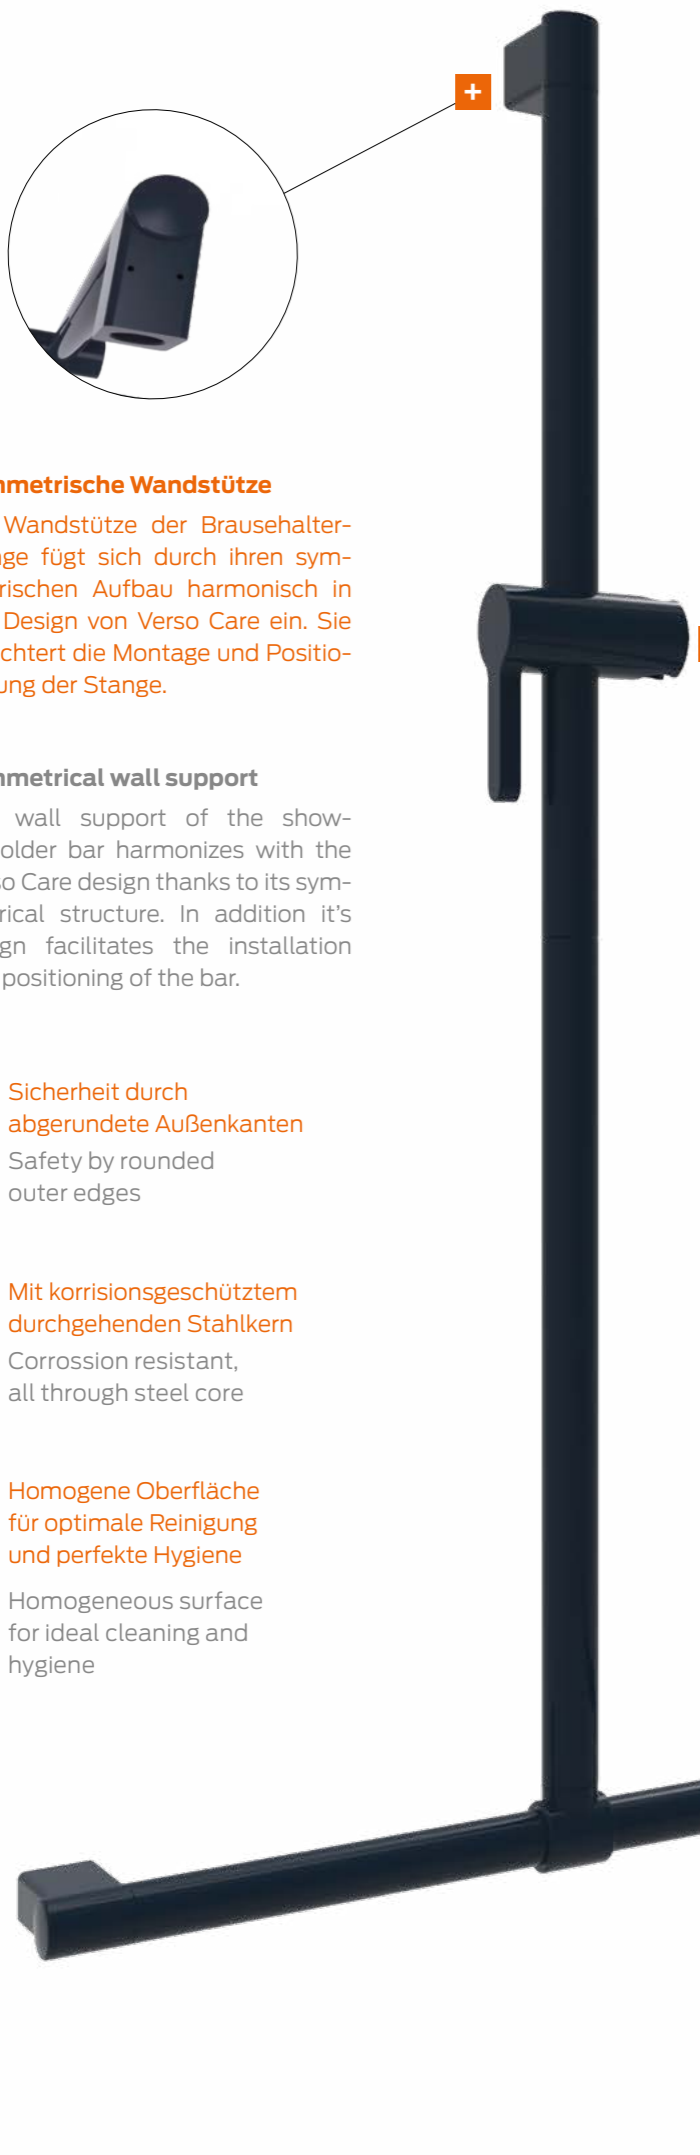 +
mmetrische Wandstütze
Wandstütze der Brausehalter-
nge fügt sich durch ihren sym-
rischen Aufbau harmonisch in
Design von Verso Care ein. Sie
chtert die Montage und Positio-
ung der Stange.
mmetrical wall support
wall support of the show-
older bar harmonizes with the
so Care design thanks to its sym-
rical structure. In addition it’s
gn facilitates the installation
positioning of the bar.
Sicherheit durch
abgerundete Außenkanten
Safety by rounded
outer edges
Mit korrisionsgeschütztem
durchgehenden Stahlkern
Corrossion resistant,
all through steel core
Homogene Oberfläche
für optimale Reinigung
und perfekte Hygiene
Homogeneous surface
for ideal cleaning and
hygiene